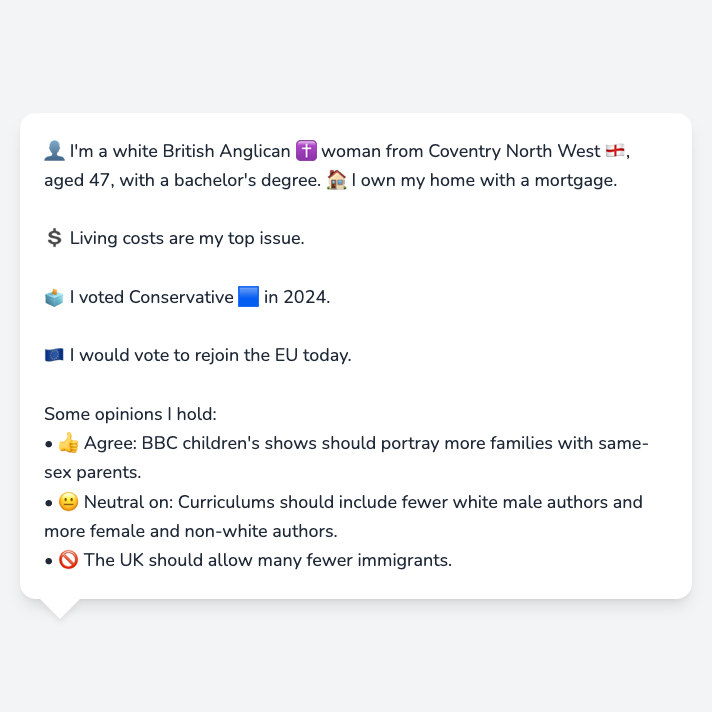 👤 I'm a white British Anglican ✝️ woman from Coventry North West 🏴󠁧󠁢󠁥󠁮󠁧󠁿,
aged 47, with a bachelor's degree. 🏠 I own my home with a mortgage.
💲 Living costs are my top issue.
🗳️ I voted Conservative 🟦 in 2024.
🇪🇺 I would vote to rejoin the EU today.
Some opinions I hold:
• 👍 Agree: BBC children's shows should portray more families with same-
sex parents.
• 😐 Neutral on: Curriculums should include fewer white male authors and
more female and non-white authors.
• 🚫 The UK should allow many fewer immigrants.